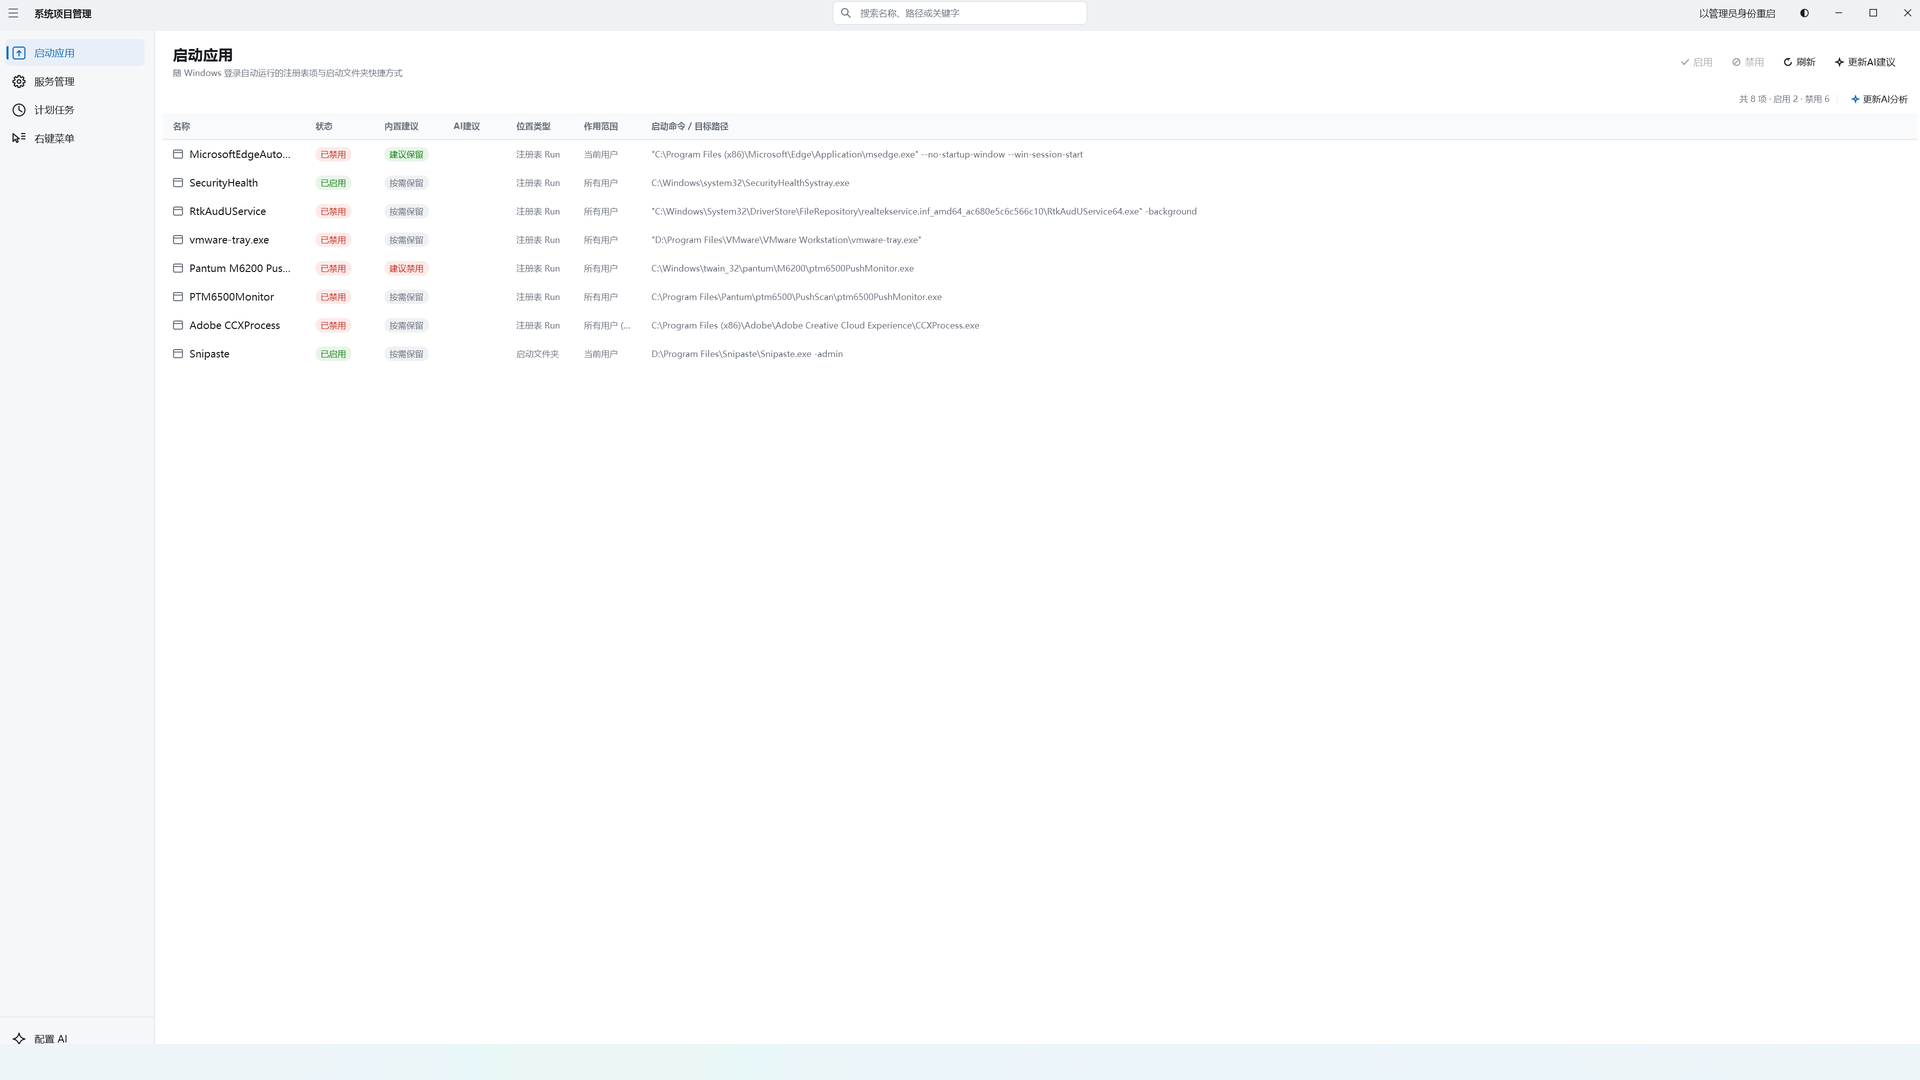 系统项目管理
搜索名称、路径或关键字
以管理员身份重启
启动应用
服务管理
计划任务
右键菜单
配置 AI
启动应用
随 Windows 登录自动运行的注册表项与启动文件夹快捷方式
启用 禁用 刷新 更新AI建议
共 8 项 · 启用 2 · 禁用 6 更新AI分析
名称 状态 内置建议 AI建议 位置类型 作用范围 启动命令 / 目标路径
MicrosoftEdgeAuto... 已禁用 建议保留 注册表 Run 当前用户 "C:\Program Files (x86)\Microsoft\Edge\Application\msedge.exe" --no-startup-window --win-session-start
SecurityHealth 已启用 按需保留 注册表 Run 所有用户 C:\Windows\system32\SecurityHealthSystray.exe
RtkAudUService 已禁用 按需保留 注册表 Run 所有用户 "C:\Windows\System32\DriverStore\FileRepository\realtekservice.inf_amd64_ac680e5c6c566c10\RtkAudUService64.exe" -background
vmware-tray.exe 已禁用 按需保留 注册表 Run 所有用户 "D:\Program Files\VMware\VMware Workstation\vmware-tray.exe"
Pantum M6200 Pus... 已禁用 建议禁用 注册表 Run 所有用户 C:\Windows\twain_32\pantum\M6200\ptm6500PushMonitor.exe
PTM6500Monitor 已禁用 按需保留 注册表 Run 所有用户 C:\Program Files\Pantum\ptm6500\PushScan\ptm6500PushMonitor.exe
Adobe CCXProcess 已禁用 按需保留 注册表 Run 所有用户 (... C:\Program Files (x86)\Adobe\Adobe Creative Cloud Experience\CCXProcess.exe
Snipaste 已启用 按需保留 启动文件夹 当前用户 D:\Program Files\Snipaste\Snipaste.exe -admin